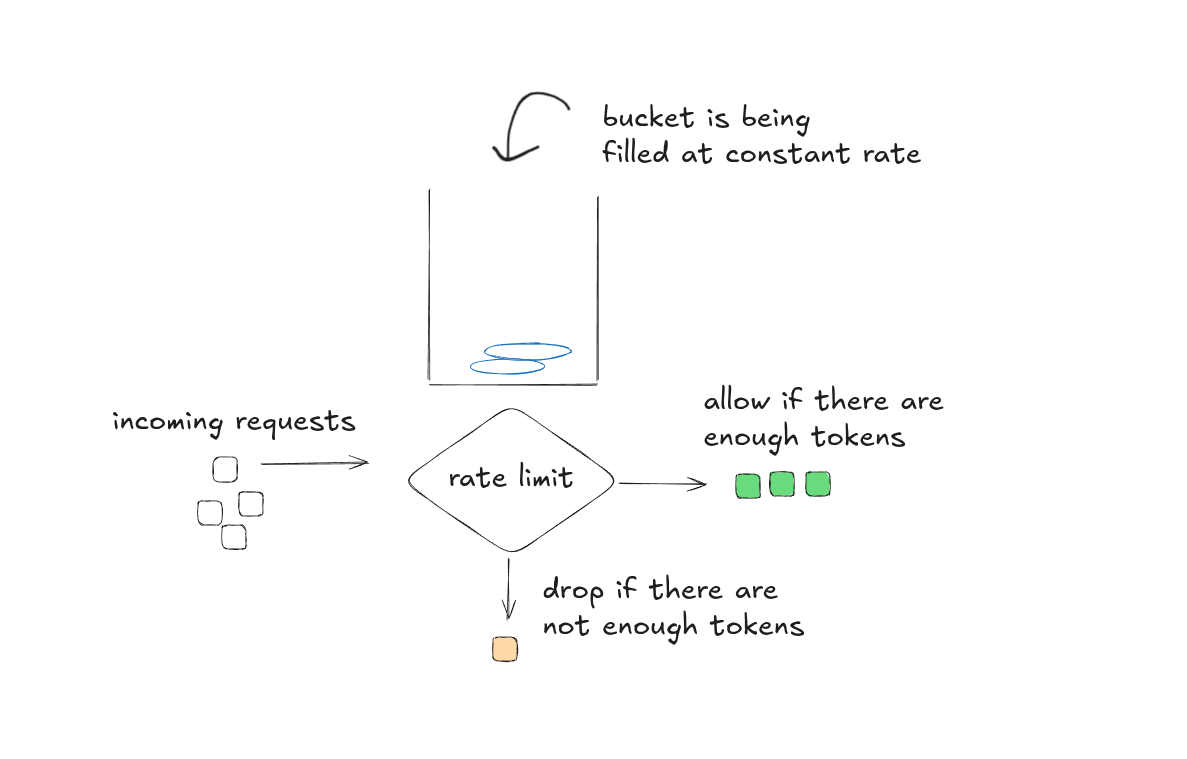 bucket is being
filled at constant rate
incoming requests
rate limit
allow if there are
enough tokens
drop if there are
not enough tokens